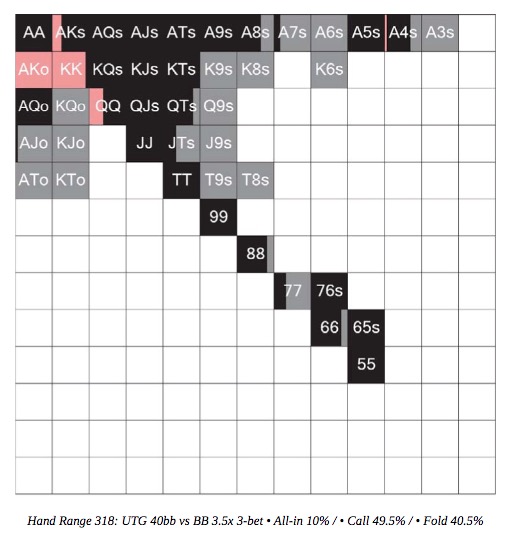 AA AKs AQs AJs ATs A9s A8s A7s A6s A5s A4s A3s
AKo KK KQs KJs KTs K9s K8s K6s
AQo KQo QQ QJs QTs Q9s
AJo KJo JJ JTs J9s
ATo KTo TT T9s T8s
99
88
77 76s
66 65s
55
Hand Range 318: UTG 40bb vs BB 3.5x 3-bet • All-in 10% / • Call 49.5% / • Fold 40.5%